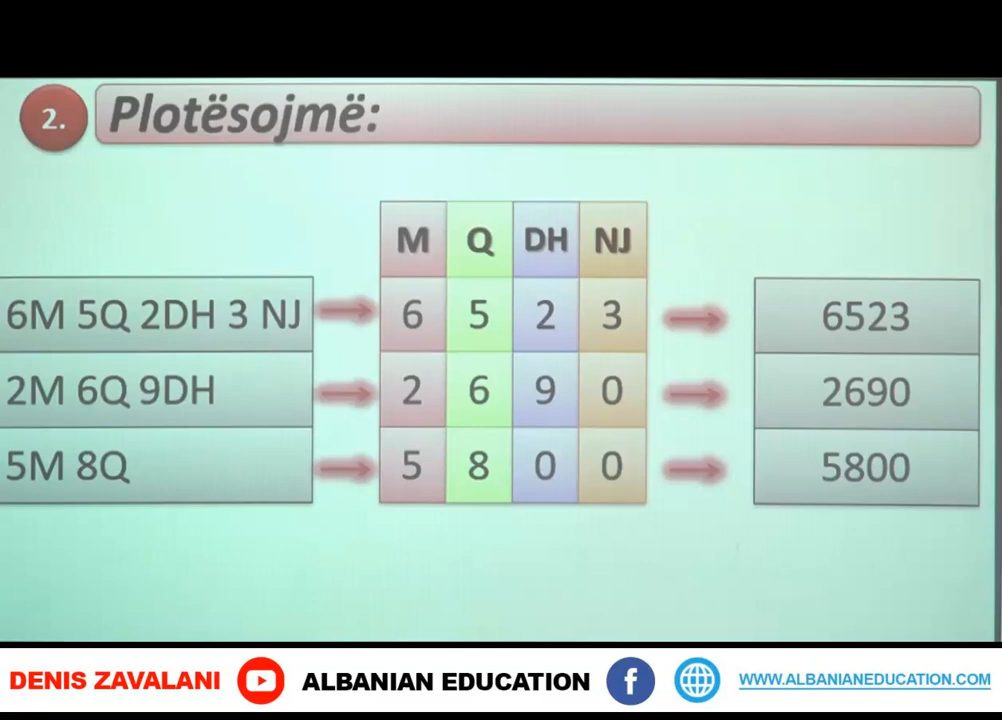 2. Plotësojmë:
M Q DH NJ
6M 5Q 2DH 3 NJ 6 5 2 3 6523
2M 6Q 9DH 2 6 9 0 2690
5M 8Q 5 8 0 0 5800
DENIS ZAVALANI ALBANIAN EDUCATION f WWW.ALBANIANEDUCATION.COM